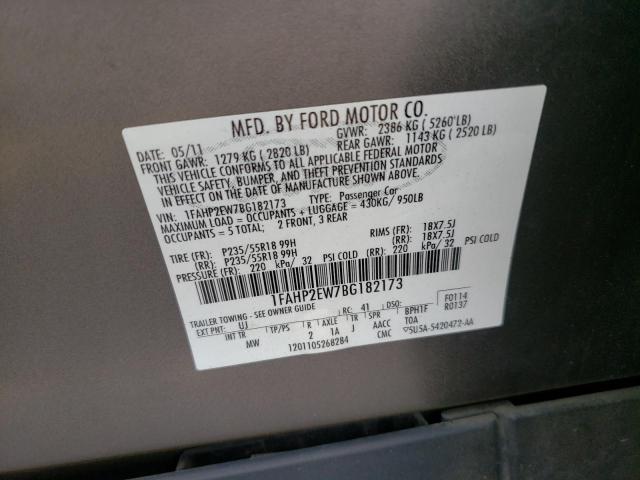 MFD. BY FORD MOTOR CO.
DATE: 05/11 GVWR: 2386 KG ( 5260'LB)
FRONT GAWR: 1279 KG ( 2820 LB) REAR GAWR: 1143 KG ( 2520 LB)
THIS VEHICLE CONFORMS TO ALL APPLICABLE FEDERAL MOTOR
VEHICLE SAFETY, BUMPER, AND THEFT PREVENTION STANDARDS
IN EFFECT ON THE DATE OF MANUFACTURE SHOWN ABOVE.
VIN: 1FAHP2EW7BG182173 TYPE: Passenger Car
MAXIMUM LOAD = OCCUPANTS + LUGGAGE = 430KG/ 950LB
OCCUPANTS = 5 TOTAL: 2 FRONT, 3 REAR
TIRE (FR): P235/55R18 99H RIMS (FR): 18X7.5J
(RR): P235/55R18 99H (RR): 18X7.5J
PRESSURE (FR): 220 kPa/ 32 PSI COLD (RR): 220 kPa/ 32 PSI COLD
1FAHP2EW7BG182173
TRAILER TOWING - SEE OWNER GUIDE F0114
EXT PNT: UJ RC: 41 DSO: R0137
INT TR TP/PS R AXLE TR SPR BPHTF
MW 2 1A J AACC TOA
1201105268284 CMC 5U5A-5420472-AA